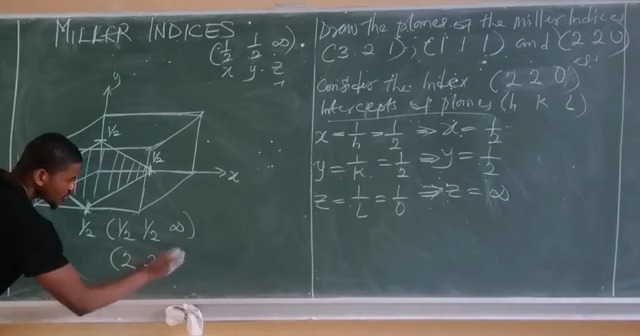 MILLER INDICES
(1/2 1/2 ∞)
x y z
y
1/2
1/2
x
1/2 (1/2 1/2 ∞)
(2 2
Draw the planes of the miller Indices
(3 2 1); (1 1 1) and (2 2 0)
Consider the Index (2 2 0)
Intercepts of planes (h k l)
x = 1/h = 1/2 ⇒ x = 1/2
y = 1/k = 1/2 ⇒ y = 1/2
z = 1/L = 1/0 ⇒ z = ∞